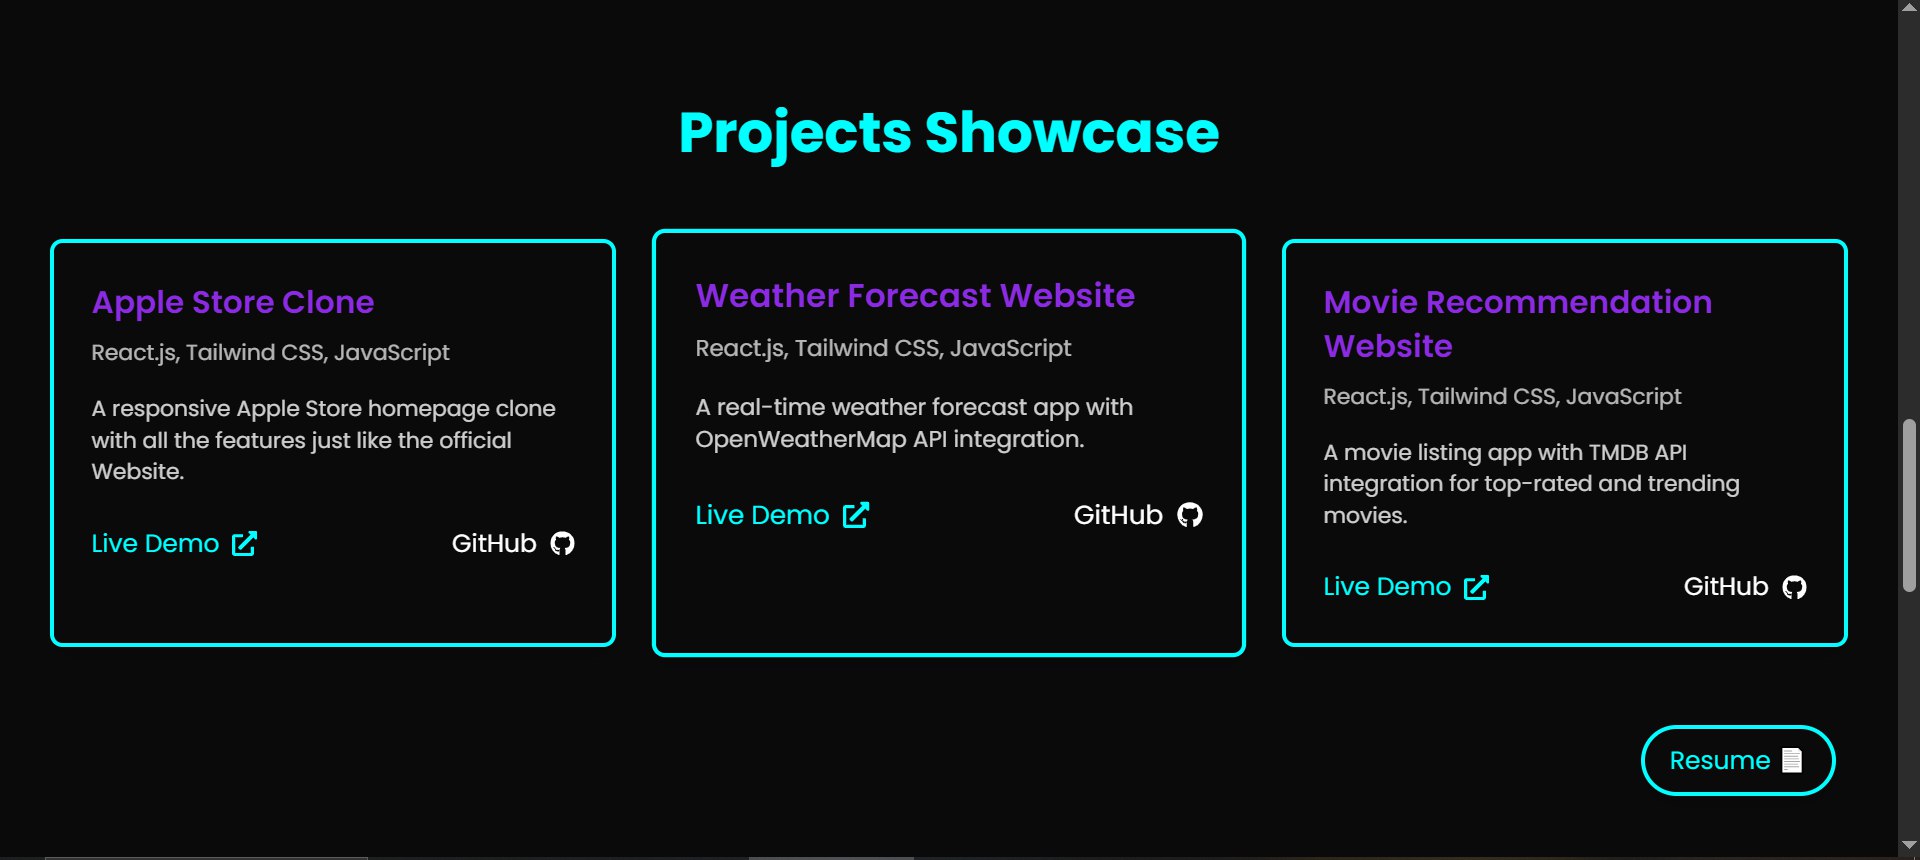 Projects Showcase
Apple Store Clone
React.js, Tailwind CSS, JavaScript
A responsive Apple Store homepage clone
with all the features just like the official
Website.
Live Demo
GitHub
Weather Forecast Website
React.js, Tailwind CSS, JavaScript
A real-time weather forecast app with
OpenWeatherMap API integration.
Live Demo
GitHub
Movie Recommendation
Website
React.js, Tailwind CSS, JavaScript
A movie listing app with TMDB API
integration for top-rated and trending
movies.
Live Demo
GitHub
Resume